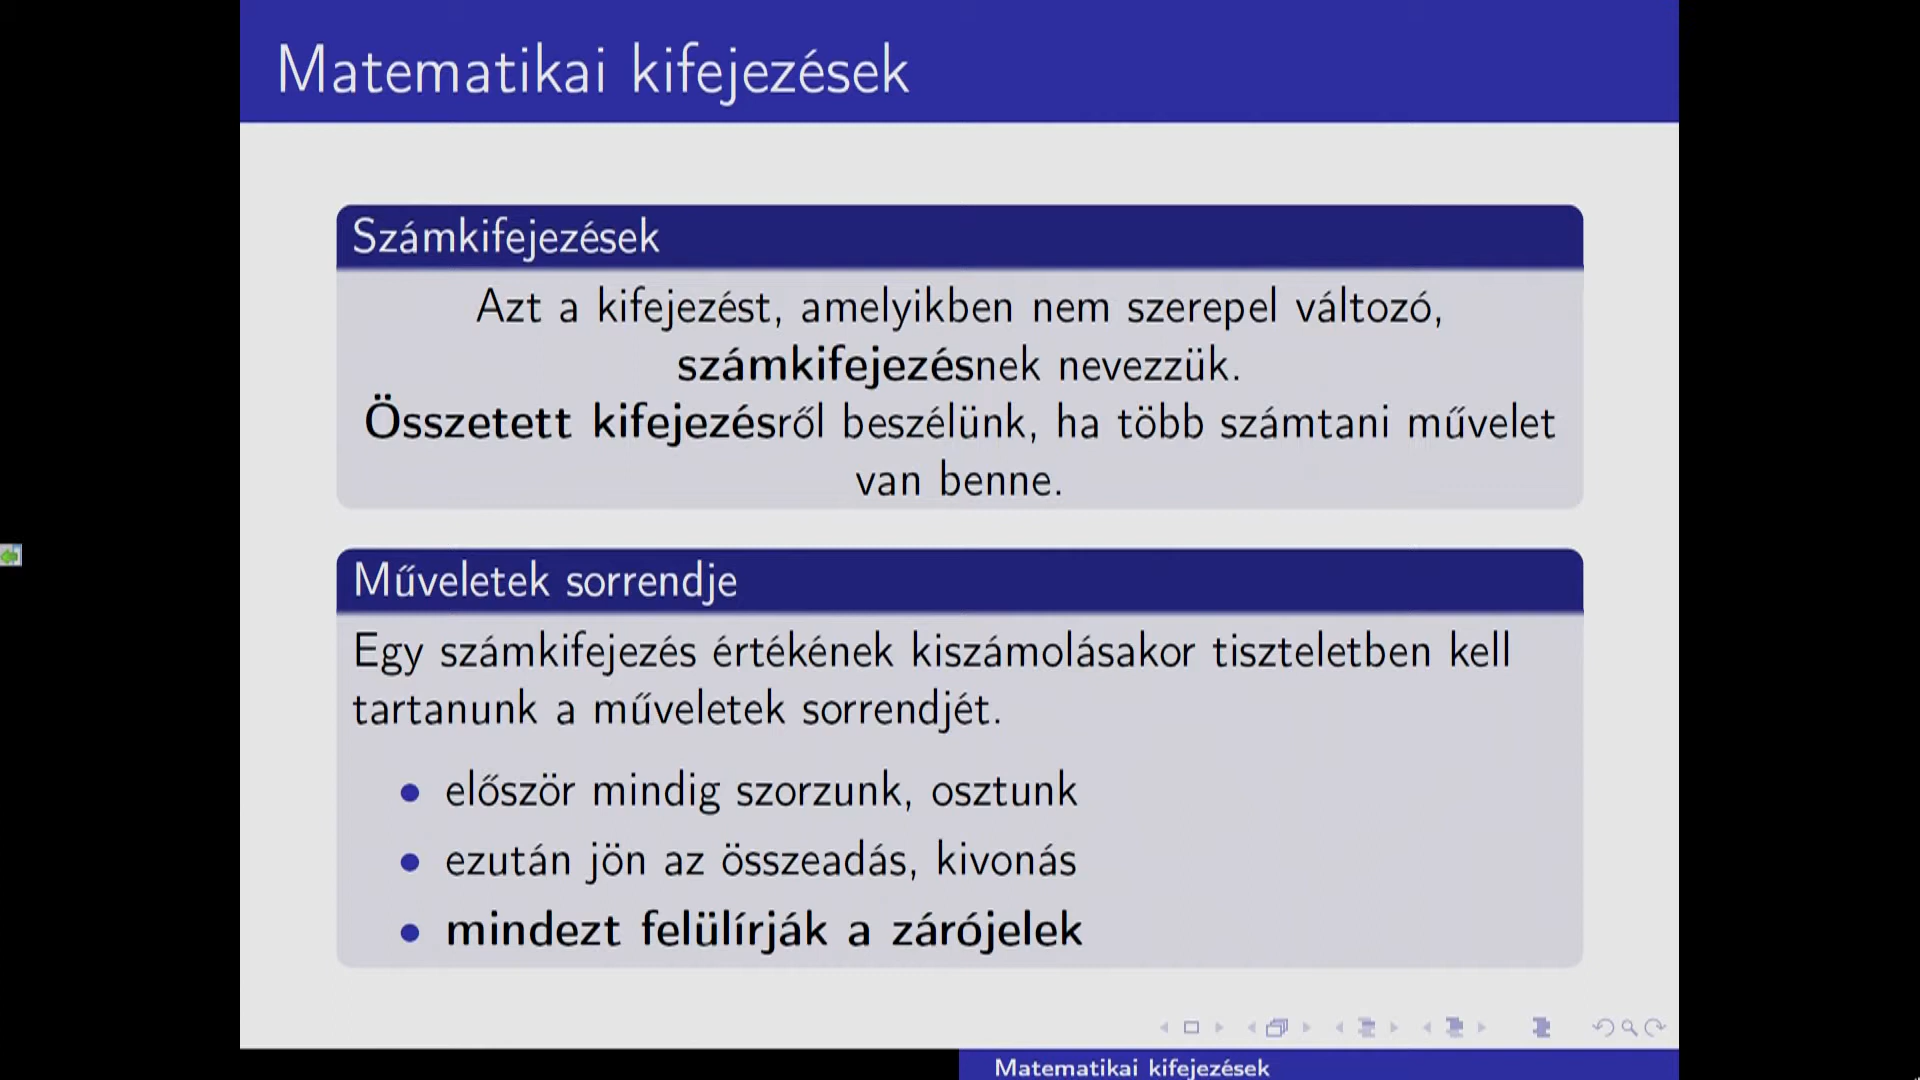 Matematikai kifejezések
Számkifejezések
Azt a kifejezést, amelyikben nem szerepel változó,
számkifejezésnek nevezzük.
Összetett kifejezésről beszélünk, ha több számtani művelet
van benne.
Műveletek sorrendje
Egy számkifejezés értékének kiszámolásakor tiszteletben kell
tartanunk a műveletek sorrendjét.
• először mindig szorzunk, osztunk
• ezután jön az összeadás, kivonás
• mindezt felülírják a zárójelek
Matematikai kifejezések